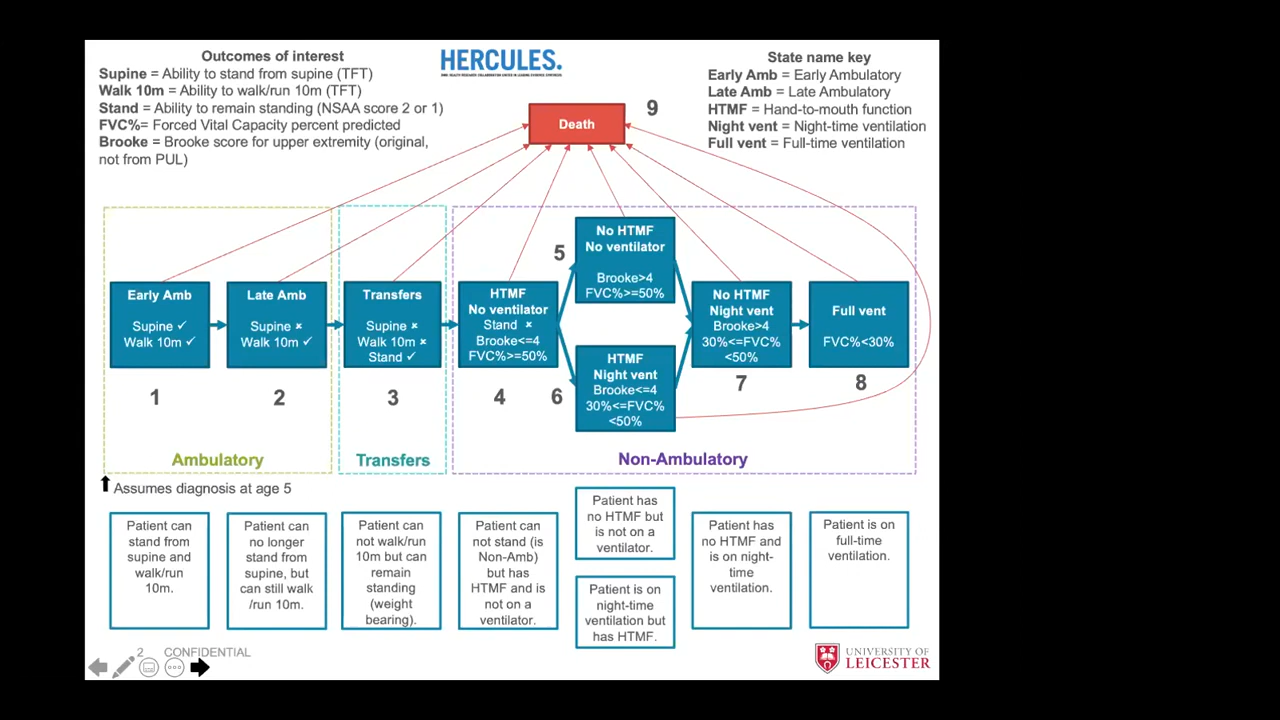 Outcomes of interest
Supine = Ability to stand from supine (TFT)
Walk 10m = Ability to walk/run 10m (TFT)
Stand = Ability to remain standing (NSAA score 2 or 1)
FVC%= Forced Vital Capacity percent predicted
Brooke = Brooke score for upper extremity (original,
not from PUL)
HERCULES.
State name key
Early Amb = Early Ambulatory
Late Amb = Late Ambulatory
HTMF = Hand-to-mouth function
Night vent = Night-time ventilation
Full vent = Full-time ventilation
Death
9
Early Amb
Supine ✓
Walk 10m ✓
1
Late Amb
Supine ×
Walk 10m ✓
2
Ambulatory
Transfers
Supine ×
Walk 10m ×
Stand ✓
3
Transfers
HTMF
No ventilator
Stand ×
Brooke<=4
FVC%>=50%
4
5
No HTMF
No ventilator
Brooke>4
FVC%>=50%
6
HTMF
Night vent
Brooke<=4
30%<=FVC%
<50%
No HTMF
Night vent
Brooke>4
30%<=FVC%
<50%
7
Full vent
FVC%<30%
8
Non-Ambulatory
Assumes diagnosis at age 5
Patient can
stand from
supine and
walk/run
10m.
Patient can
no longer
stand from
supine, but
can still walk
/run 10m.
Patient can
not walk/run
10m but can
remain
standing
(weight
bearing).
Patient can
not stand (is
Non-Amb)
but has
HTMF and is
not on a
ventilator.
Patient has
no HTMF but
is not on a
ventilator.
Patient is on
night-time
ventilation but
has HTMF.
Patient has
no HTMF and
is on night-
time
ventilation.
Patient is on
full-time
ventilation.
2
CONFIDENTIAL
UNIVERSITY OF
LEICESTER